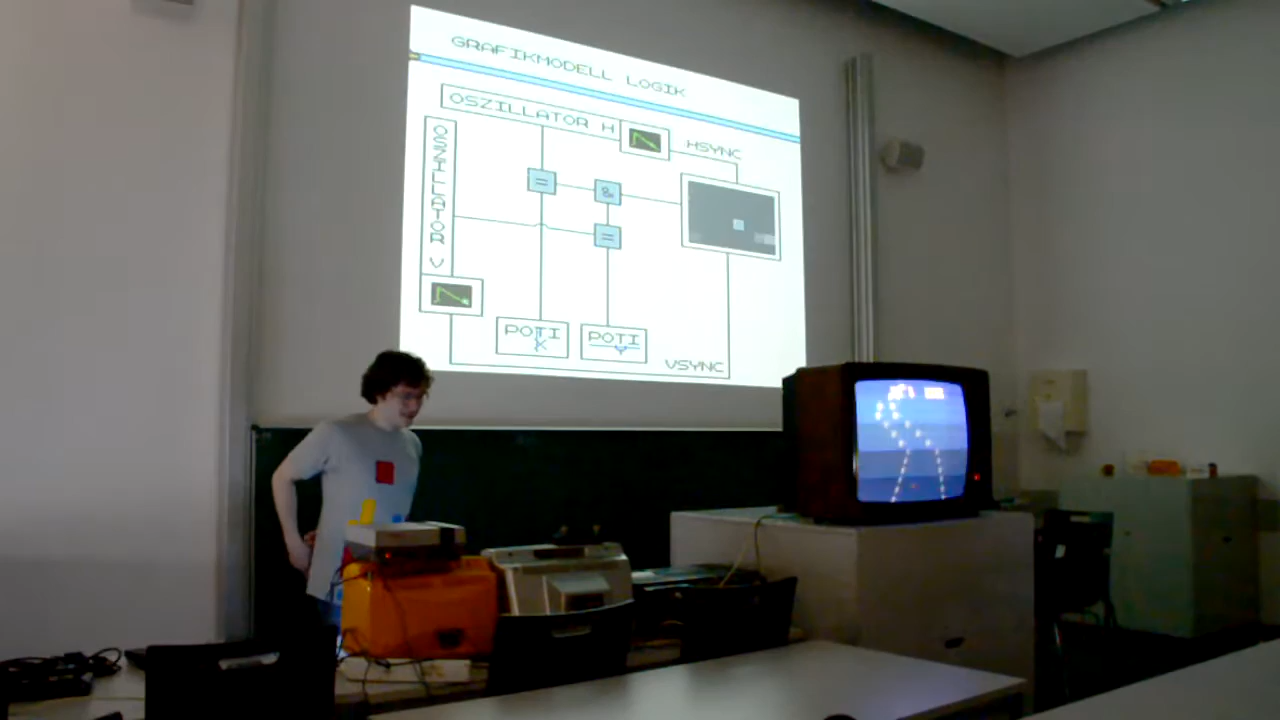 GRAFIKMODELL LOGIK
OSZILLATOR H
HSYNC
OSZILLATOR V
=
&
=
POTI
X
POTI
Y
VSYNC